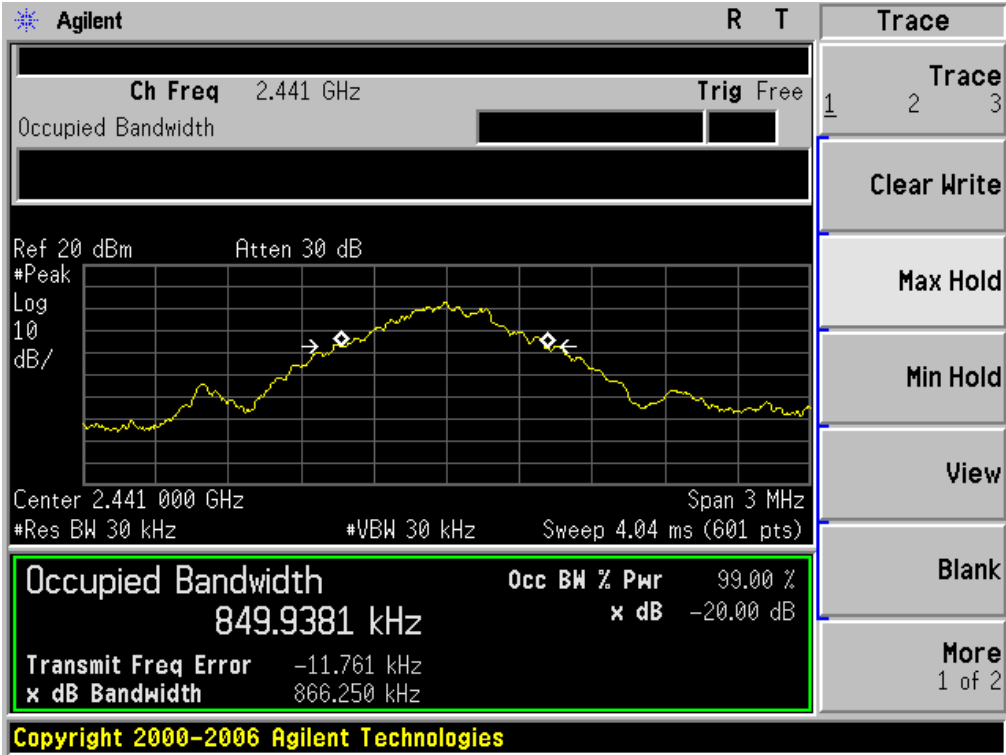 Agilent R T
Trace
Ch Freq 2.441 GHz Trig Free
Occupied Bandwidth
Trace
1 2 3
Clear Write
Max Hold
Min Hold
View
Blank
More
1 of 2
Ref 20 dBm Atten 30 dB
#Peak
Log
10
dB/
Center 2.441 000 GHz Span 3 MHz
#Res BW 30 kHz #VBW 30 kHz Sweep 4.04 ms (601 pts)
Occupied Bandwidth Occ BW % Pwr 99.00 %
849.9381 kHz x dB -20.00 dB
Transmit Freq Error -11.761 kHz
x dB Bandwidth 866.250 kHz
Copyright 2000-2006 Agilent Technologies